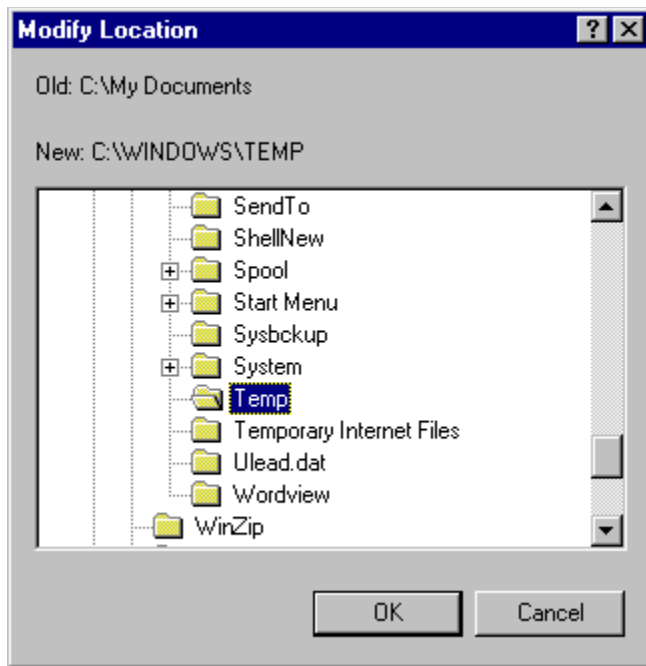 Modify Location
Old: C:\My Documents
New: C:\WINDOWS\TEMP
SendTo
ShellNew
Spool
Start Menu
Sysbckup
System
Temp
Temporary Internet Files
Ulead.dat
Wordview
WinZip
OK Cancel